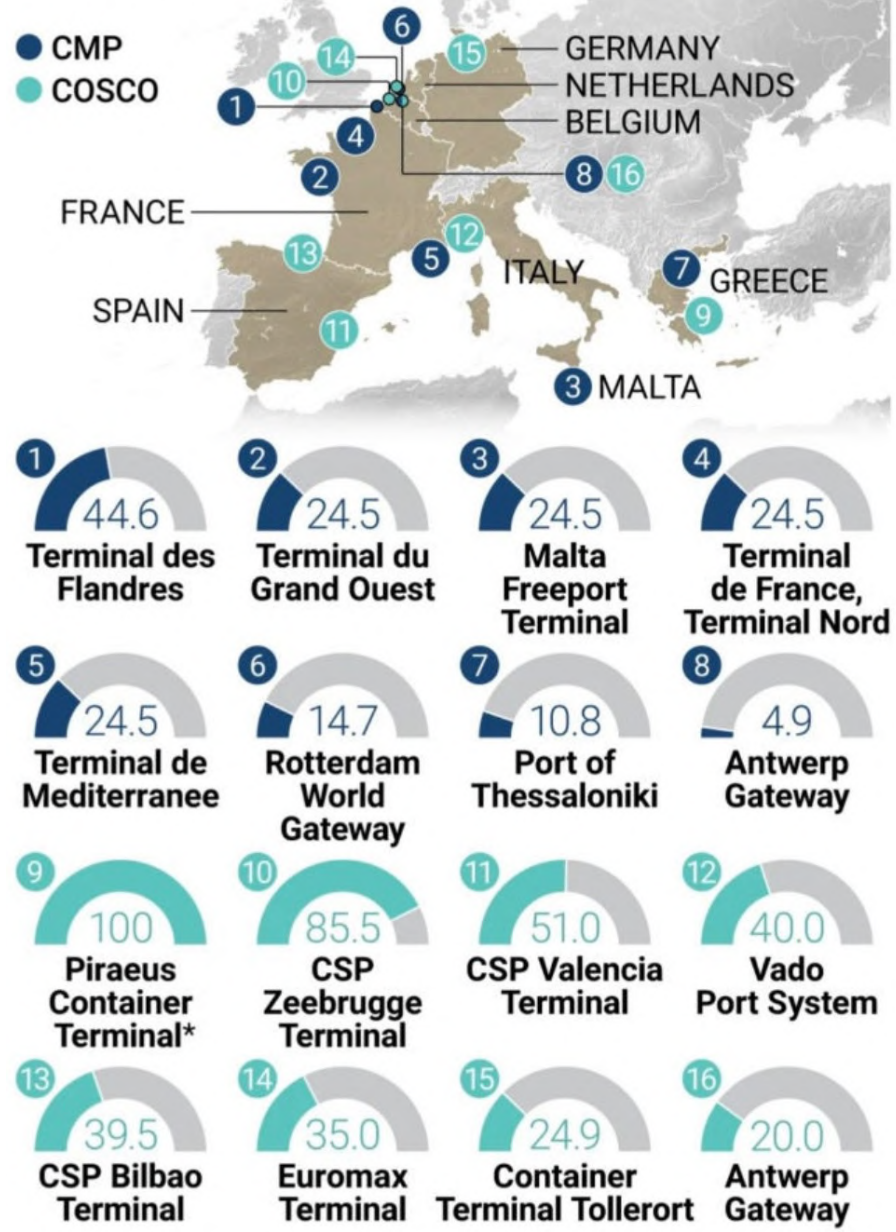 CMP
COSCO
6
14
15
GERMANY
10
NETHERLANDS
1
BELGIUM
4
2
8 16
FRANCE
12
13
5
ITALY
7
GREECE
SPAIN
11
9
3 MALTA
1
44.6
Terminal des
Flandres
2
24.5
Terminal du
Grand Ouest
3
24.5
Malta
Freeport
Terminal
4
24.5
Terminal
de France,
Terminal Nord
5
24.5
Terminal de
Mediterranee
6
14.7
Rotterdam
World
Gateway
7
10.8
Port of
Thessaloniki
8
4.9
Antwerp
Gateway
9
100
Piraeus
Container
Terminal*
10
85.5
CSP
Zeebrugge
Terminal
11
51.0
CSP Valencia
Terminal
12
40.0
Vado
Port System
13
39.5
CSP Bilbao
Terminal
14
35.0
Euromax
Terminal
15
24.9
Container
Terminal Tollerort
16
20.0
Antwerp
Gateway